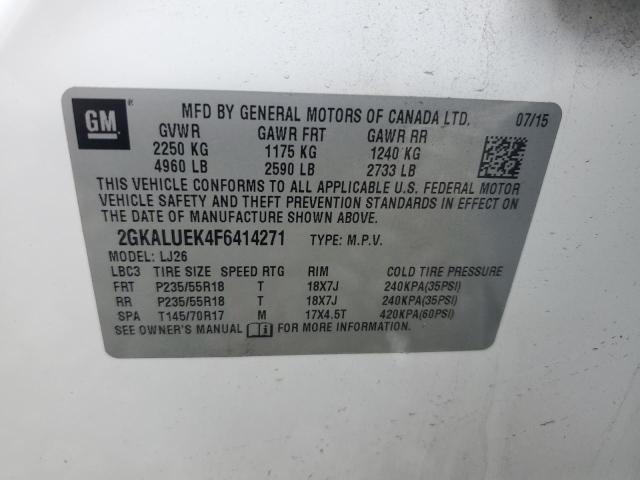 GM ®
MFD BY GENERAL MOTORS OF CANADA LTD. 07/15
GVWR GAWR FRT GAWR RR
2250 KG 1175 KG 1240 KG
4960 LB 2590 LB 2733 LB
THIS VEHICLE CONFORMS TO ALL APPLICABLE U.S. FEDERAL MOTOR
VEHICLE SAFETY AND THEFT PREVENTION STANDARDS IN EFFECT ON
THE DATE OF MANUFACTURE SHOWN ABOVE.
2GKALUEK4F6414271 TYPE: M.P.V.
MODEL: LJ26
LBC3 TIRE SIZE SPEED RTG RIM COLD TIRE PRESSURE
FRT P235/55R18 T 18X7J 240KPA(35PSI)
RR P235/55R18 T 18X7J 240KPA(35PSI)
SPA T145/70R17 M 17X4.5T 420KPA(60PSI)
SEE OWNER'S MANUAL FOR MORE INFORMATION.